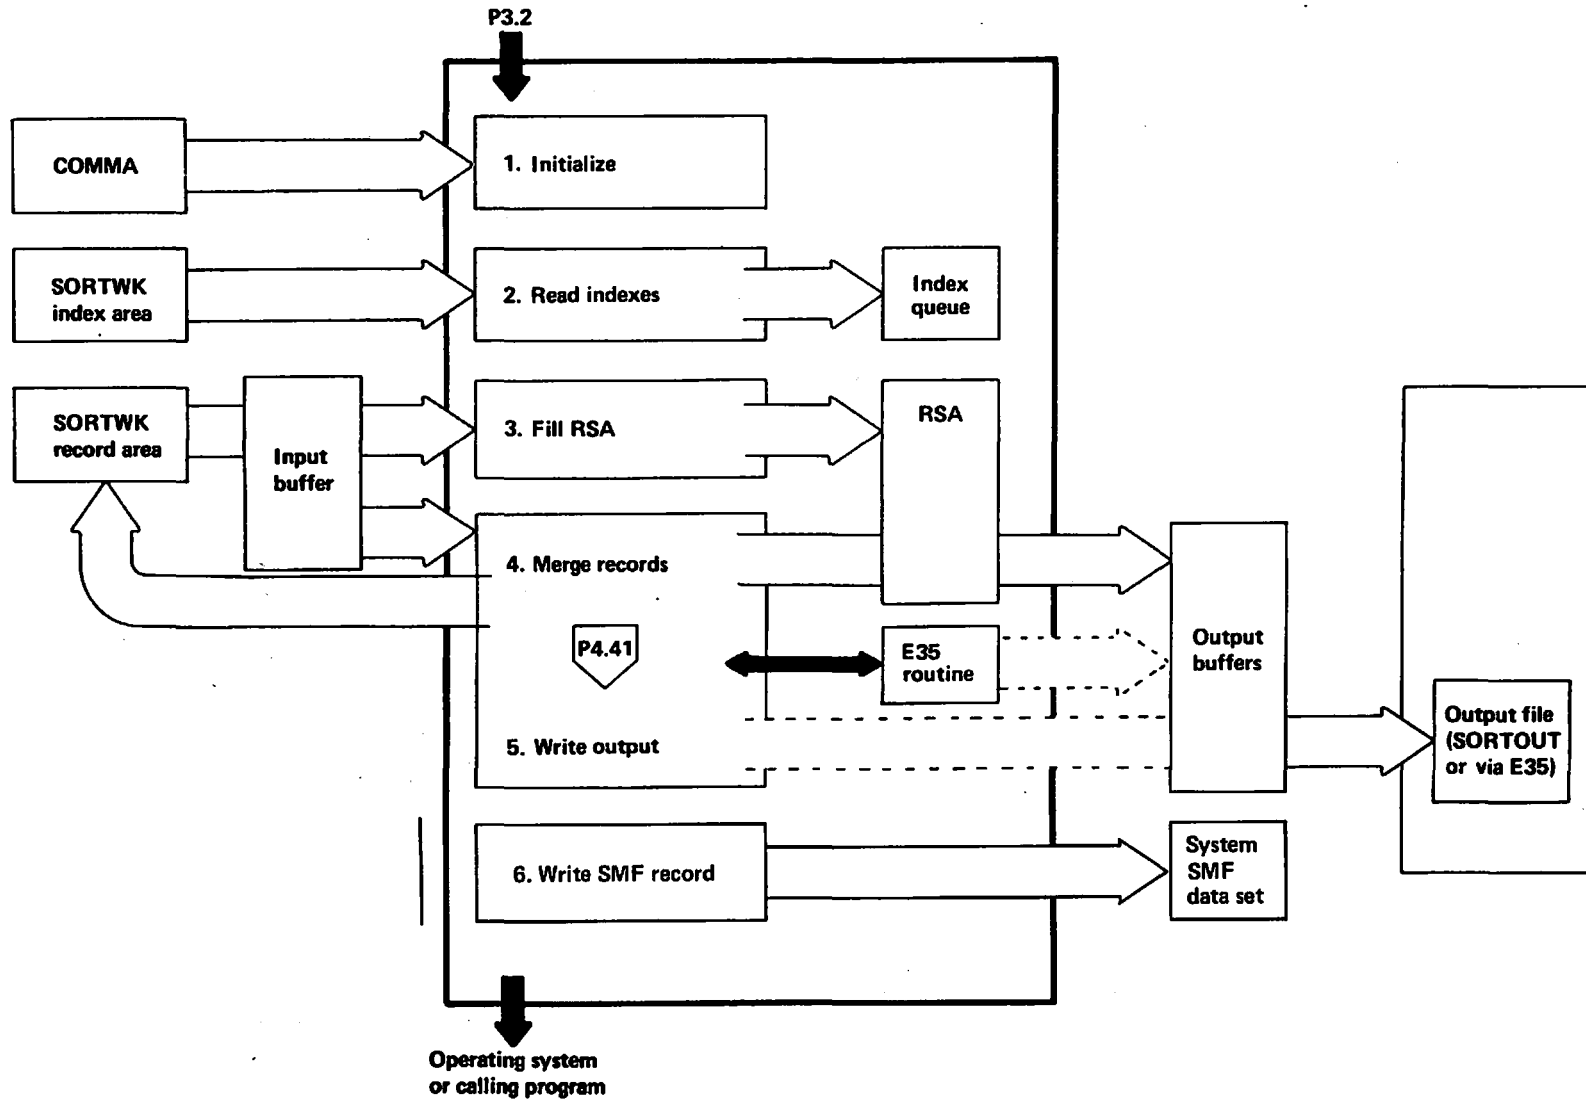 P3.2
COMMA
1. Initialize
SORTWK
index area
2. Read indexes
Index
queue
SORTWK
record area
Input
buffer
3. Fill RSA
RSA
4. Merge records
P4.41
E35
routine
Output
buffers
5. Write output
Output file
(SORTOUT
or via E35)
6. Write SMF record
System
SMF
data set
Operating system
or calling program